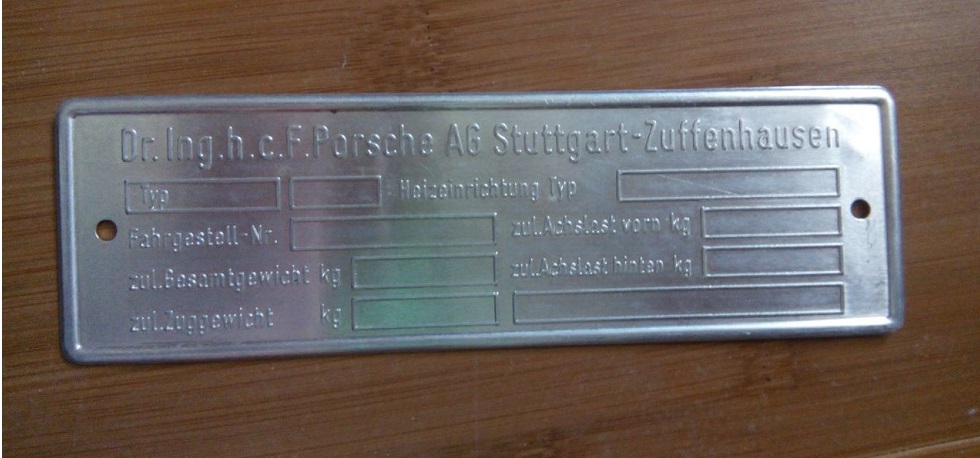 Dr. Ing. h. c. F. Porsche AG Stuttgart-Zuffenhausen
Typ Heizeinrichtung Typ
Fahrgestell-Nr. zul. Achslast vorn kg
zul. Gesamtgewicht kg zul. Achslast hinten kg
zul. Zuggewicht kg